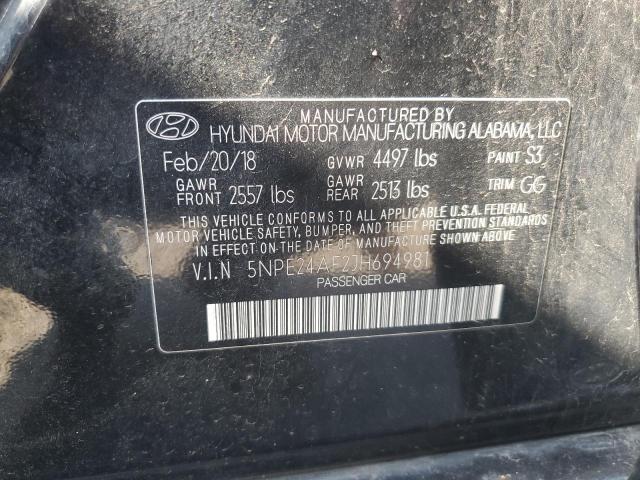 MANUFACTURED BY
HYUNDAI MOTOR MANUFACTURING ALABAMA, LLC
Feb/20/18 GVWR 4497 lbs PAINT S3
GAWR FRONT 2557 lbs GAWR REAR 2513 lbs TRIM GG
THIS VEHICLE CONFORMS TO ALL APPLICABLE U.S.A. FEDERAL
MOTOR VEHICLE SAFETY, BUMPER, AND THEFT PREVENTION STANDARDS
IN EFFECT ON THE DATE OF MANUFACTURE SHOWN ABOVE.
V.I.N 5NPE24AF2JH694981
PASSENGER CAR